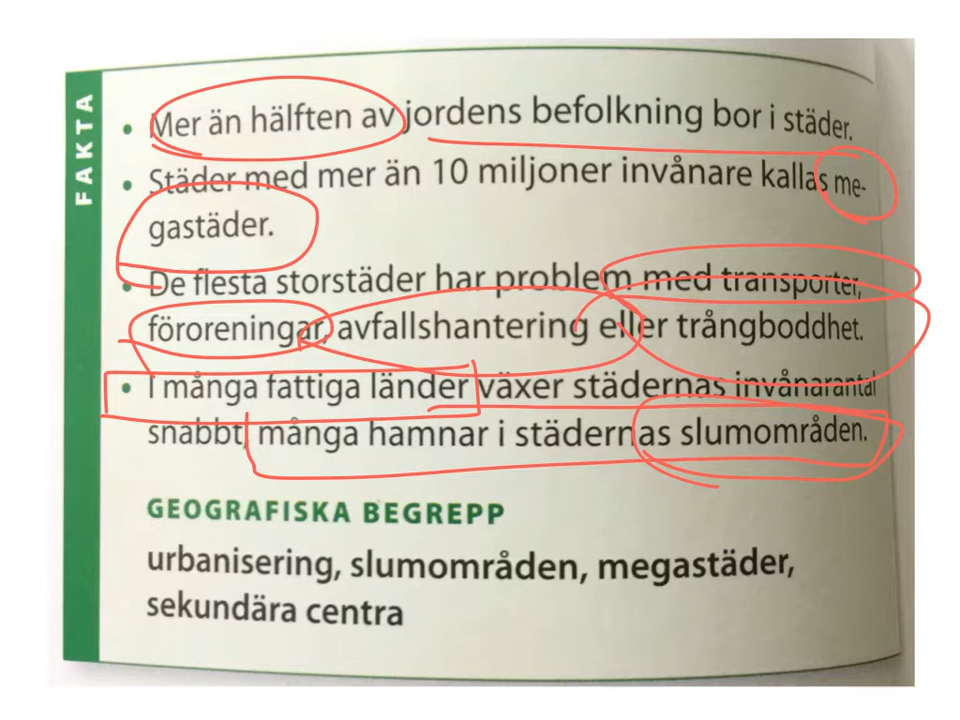 FAKTA
• Mer än hälften av jordens befolkning bor i städer.
• Städer med mer än 10 miljoner invånare kallas me-
gastäder.
• De flesta storstäder har problem med transporter,
föroreningar, avfallshantering eller trångboddhet.
• I många fattiga länder växer städernas invånarantal
snabbt, många hamnar i städernas slumområden.
GEOGRAFISKA BEGREPP
urbanisering, slumområden, megastäder,
sekundära centra